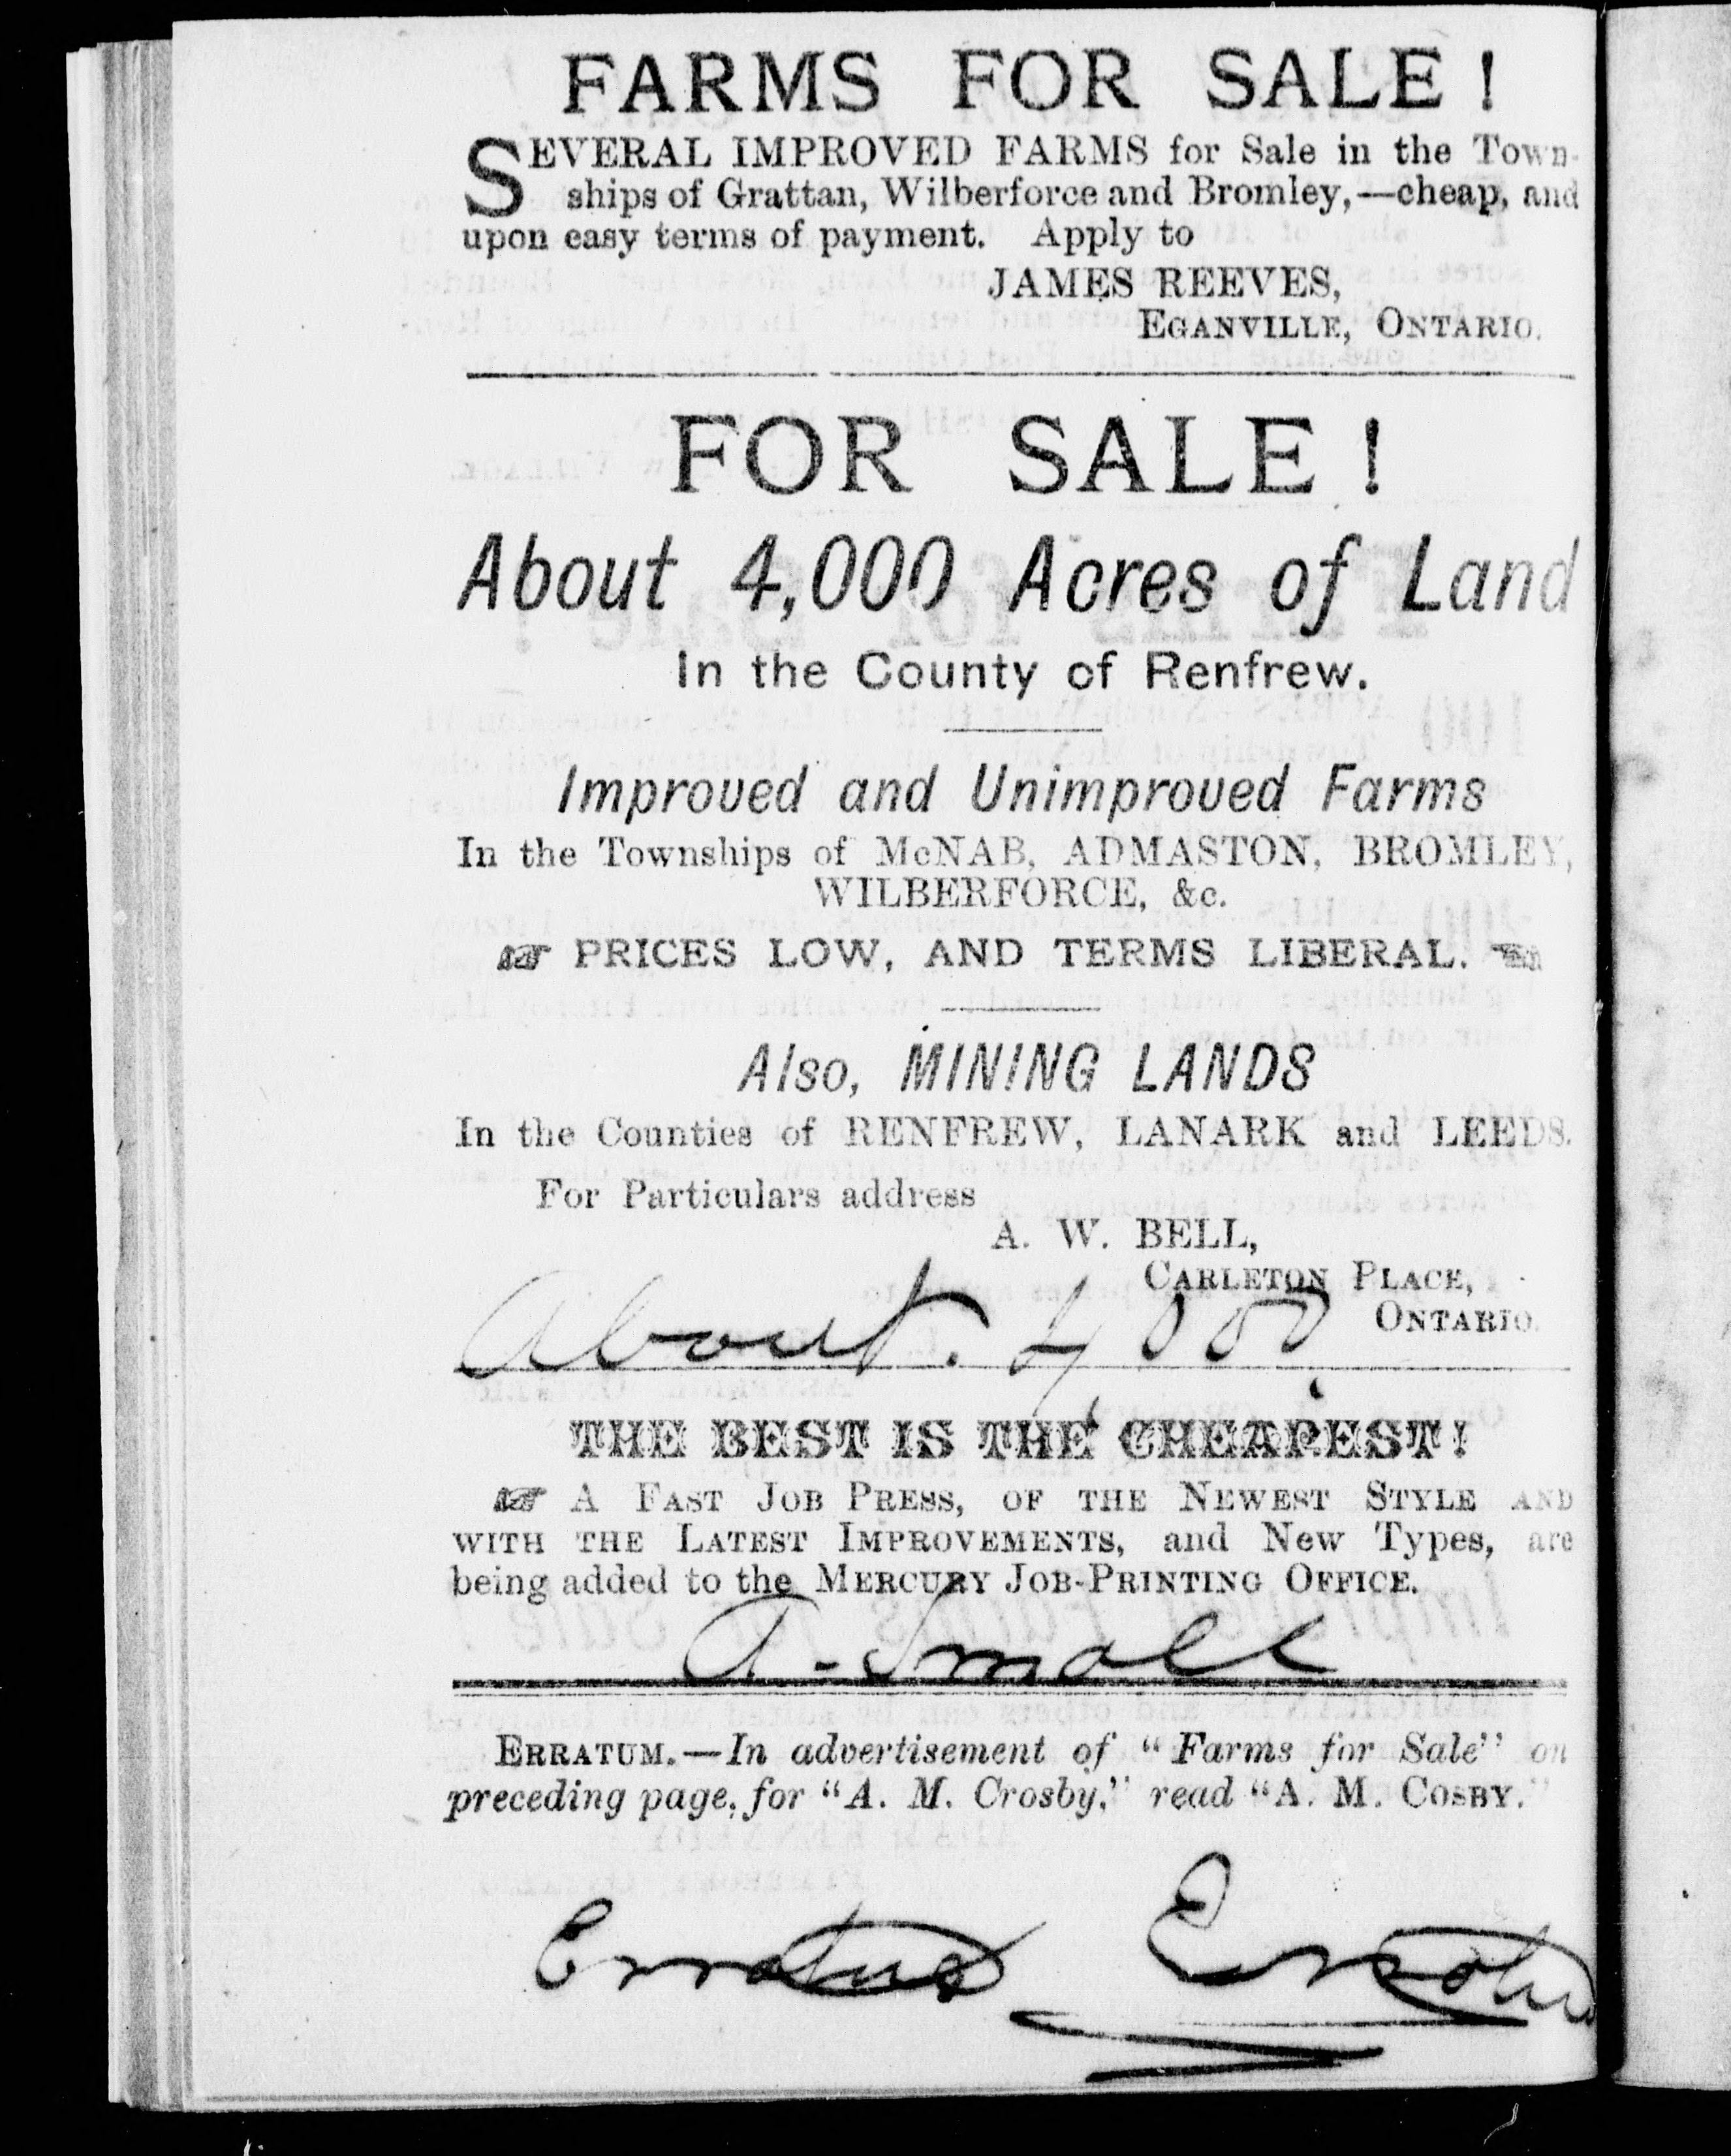 FARMS FOR SALE!
SEVERAL IMPROVED FARMS for Sale in the Town-
ships of Grattan, Wilberforce and Bromley,—cheap, and
upon easy terms of payment. Apply to
JAMES REEVES,
EGANVILLE, ONTARIO.
FOR SALE!
About 4,000 Acres of Land
In the County of Renfrew.
Improved and Unimproved Farms
In the Townships of McNAB, ADMASTON, BROMLEY,
WILBERFORCE, &c.
☞ PRICES LOW, AND TERMS LIBERAL. ☜
Also, MINING LANDS
In the Counties of RENFREW, LANARK and LEEDS.
For Particulars address
A. W. BELL,
CARLETON PLACE,
ONTARIO.
About. 4000
THE BEST IS THE CHEAPEST!
☞ A FAST JOB PRESS, OF THE NEWEST STYLE AND
WITH THE LATEST IMPROVEMENTS, and New Types, are
being added to the MERCURY JOB-PRINTING OFFICE.
A. Small
ERRATUM.—In advertisement of "Farms for Sale" on
preceding page, for "A. M. Crosby," read "A. M. COSBY."